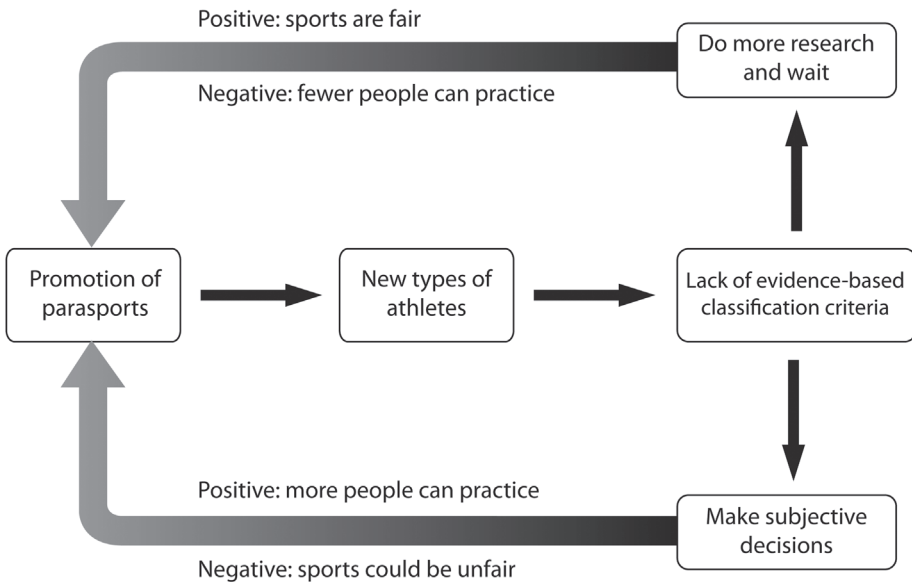 Positive: sports are fair
Do more research
and wait
Negative: fewer people can practice
Promotion of
parasports
New types of
athletes
Lack of evidence-based
classification criteria
Positive: more people can practice
Make subjective
decisions
Negative: sports could be unfair